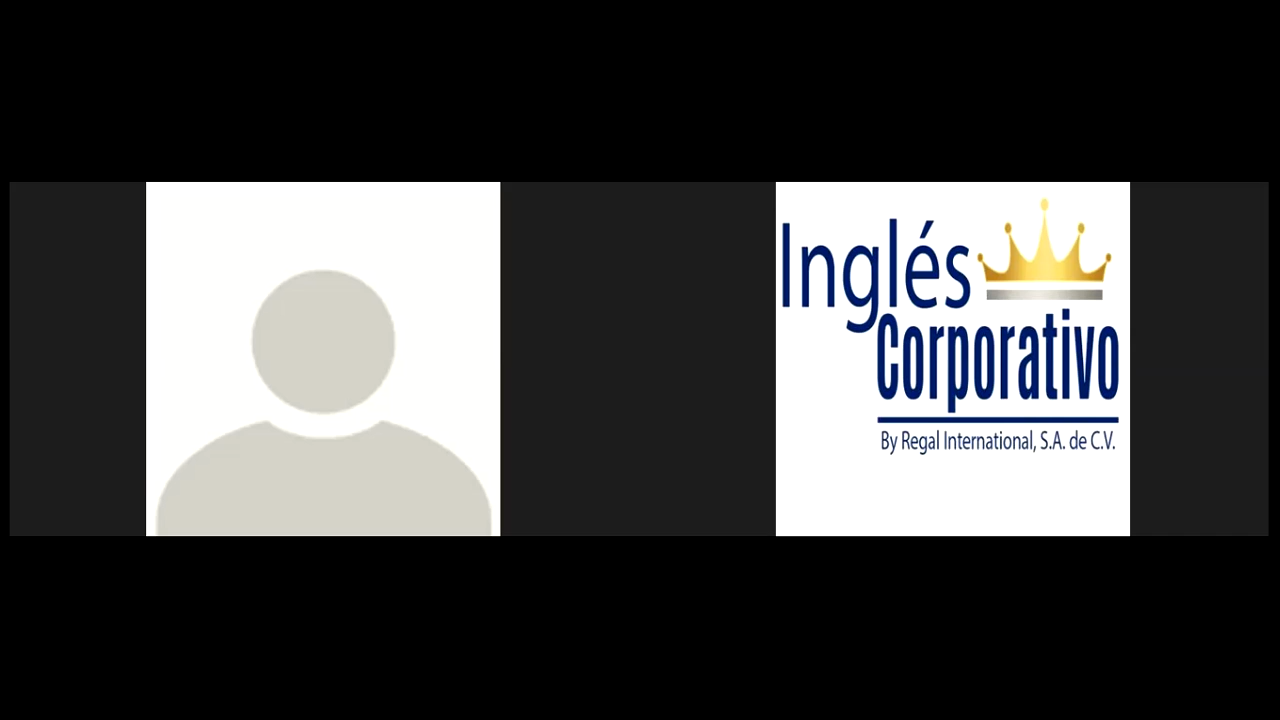 Inglés
Corporativo
By Regal International, S.A. de C.V.